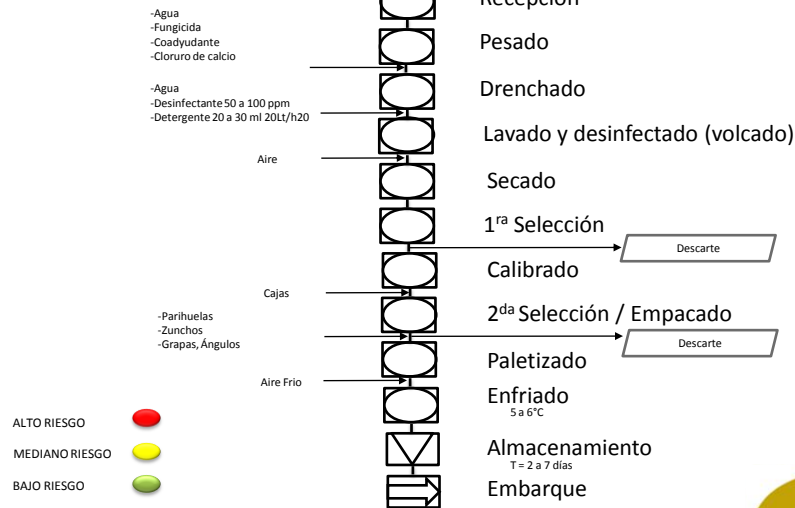 Recepción
-Agua
-Fungicida
-Coadyudante
-Cloruro de calcio
Pesado
-Agua
-Desinfectante 50 a 100 ppm
-Detergente 20 a 30 ml 20Lt/h20
Drenchado
Lavado y desinfectado (volcado)
Aire
Secado
1ra Selección
Descarte
Calibrado
Cajas
2da Selección / Empacado
-Parihuelas
-Zunchos
-Grapas, Ángulos
Descarte
Paletizado
Aire Frio
Enfriado
5 a 6°C
ALTO RIESGO
MEDIANO RIESGO
BAJO RIESGO
Almacenamiento
T = 2 a 7 días
Embarque